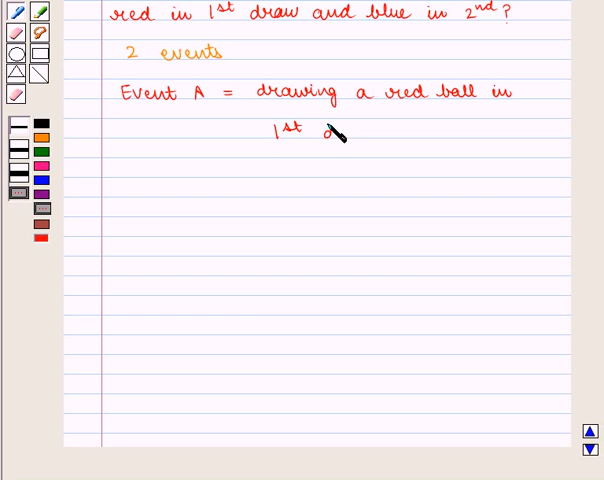 red in 1st draw and blue in 2nd?
2 events
Event A = drawing a red ball in
1st